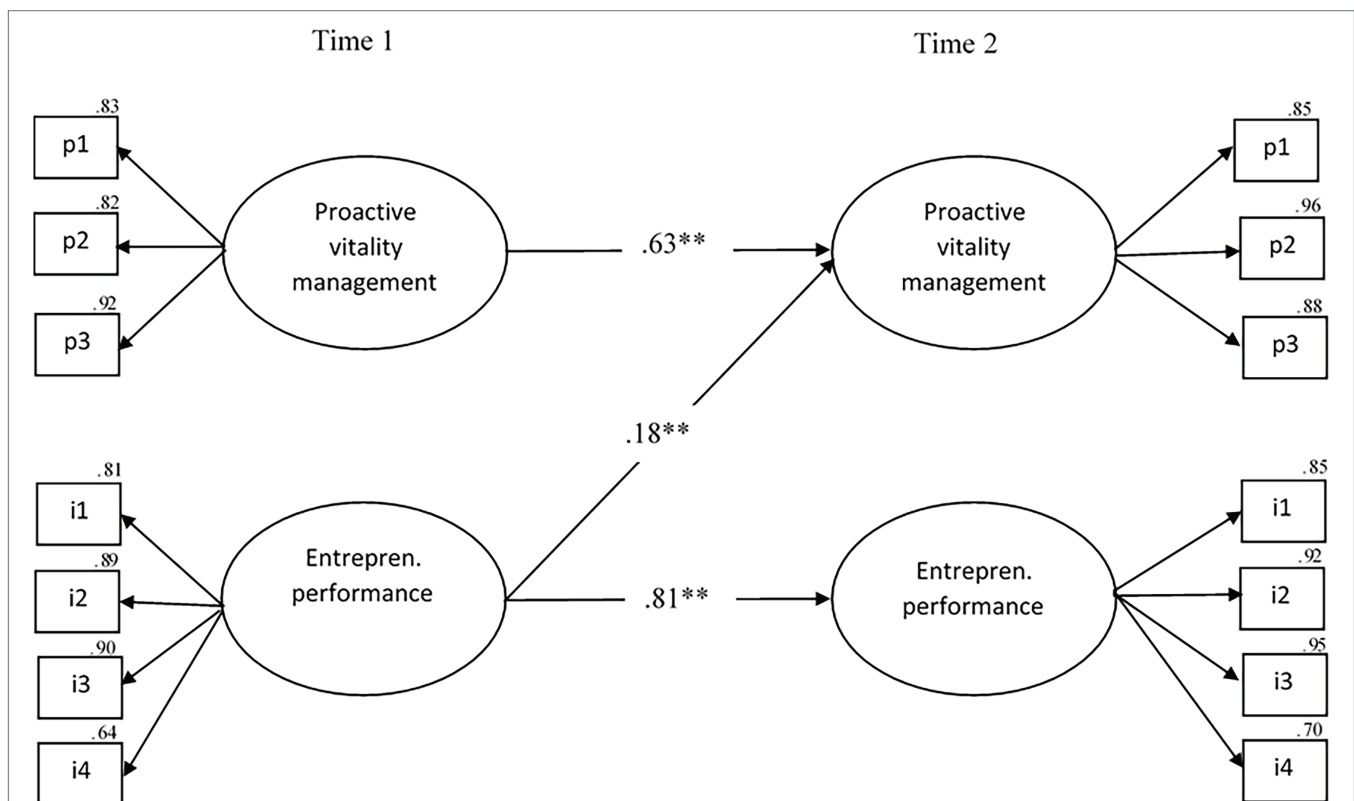 Time 1
Time 2
.83
p1
.82
p2
.92
p3
Proactive
vitality
management
.63**
Proactive
vitality
management
.85
p1
.96
p2
.88
p3
.18**
.81
i1
.89
i2
.90
i3
.64
i4
Entrepren.
performance
.81**
Entrepren.
performance
.85
i1
.92
i2
.95
i3
.70
i4